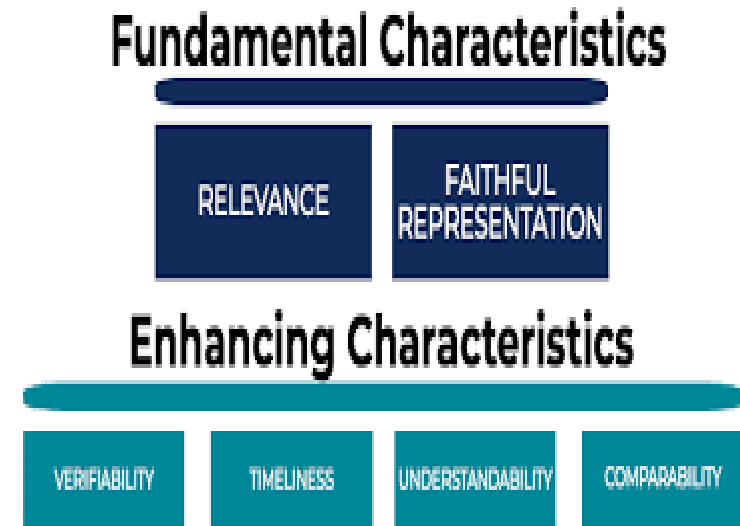 Fundamental Characteristics
RELEVANCE
FAITHFUL
REPRESENTATION
Enhancing Characteristics
VERIFIABILITY
TIMELINESS
UNDERSTANDABILITY
COMPARABILITY